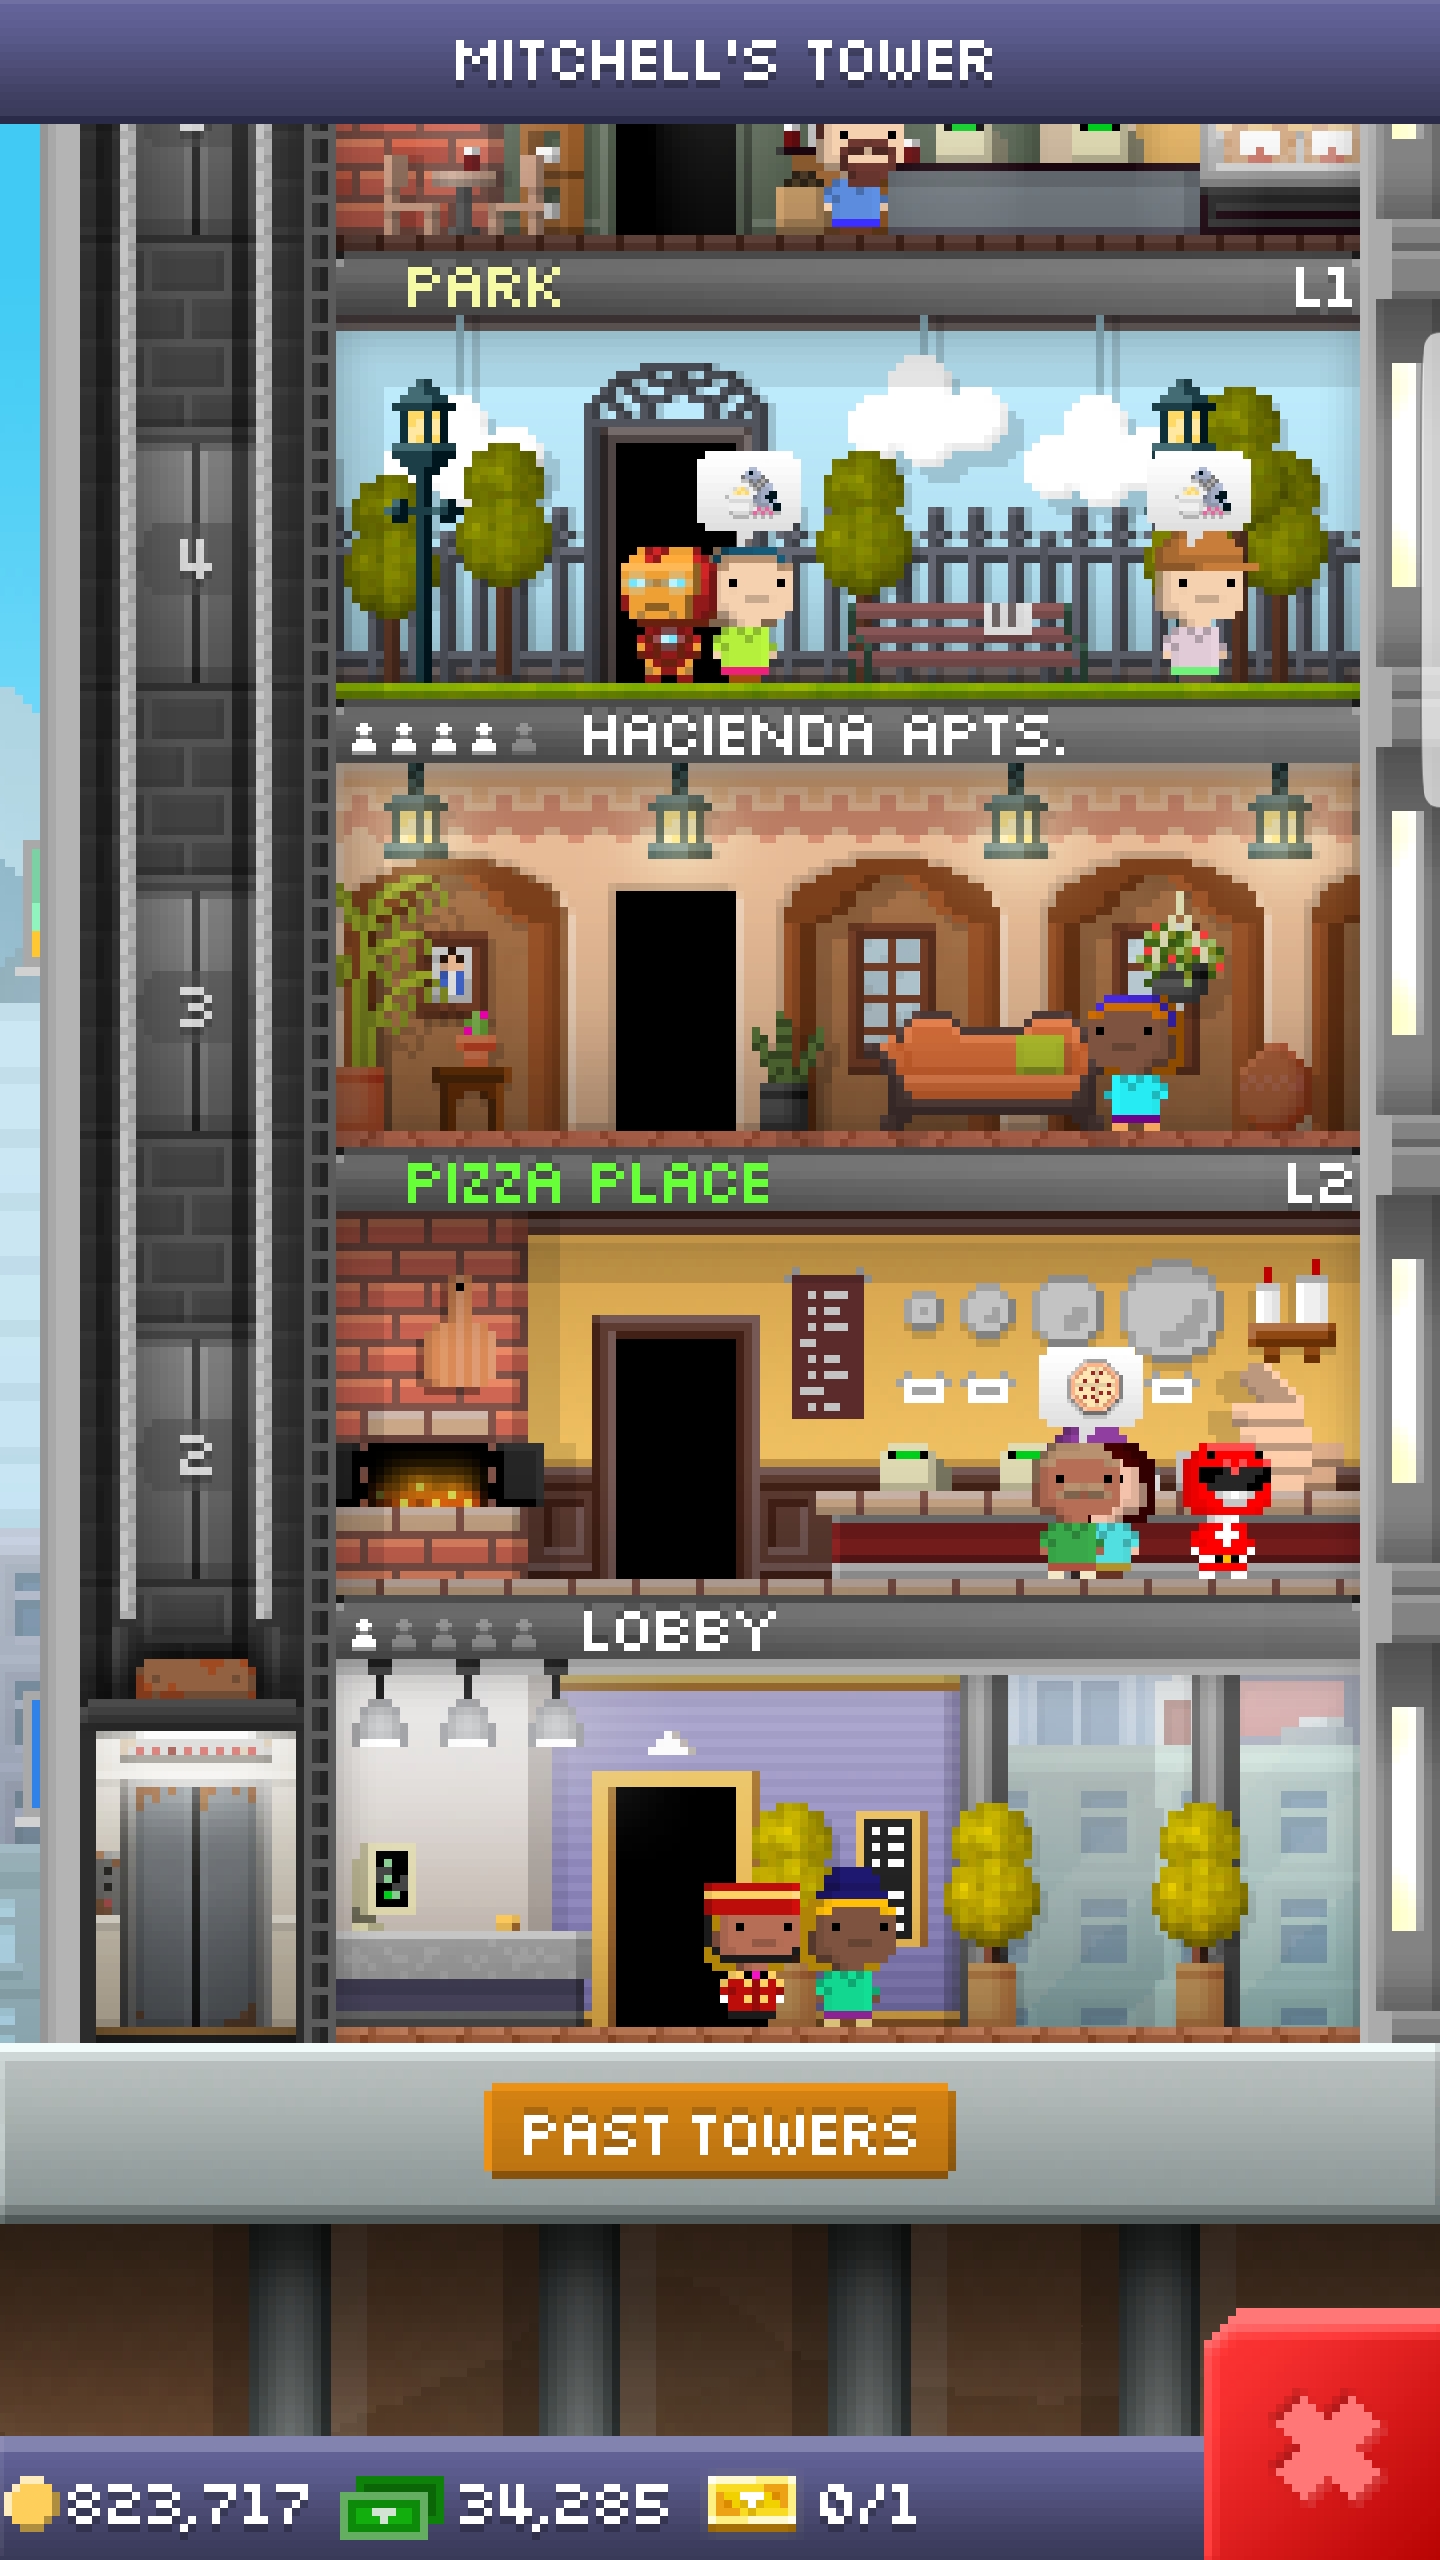 MITCHELL'S TOWER
PARK L1
4
HACIENDA APTS.
3
PIZZA PLACE L2
2
LOBBY
PAST TOWERS
823,717 34,285 0/1